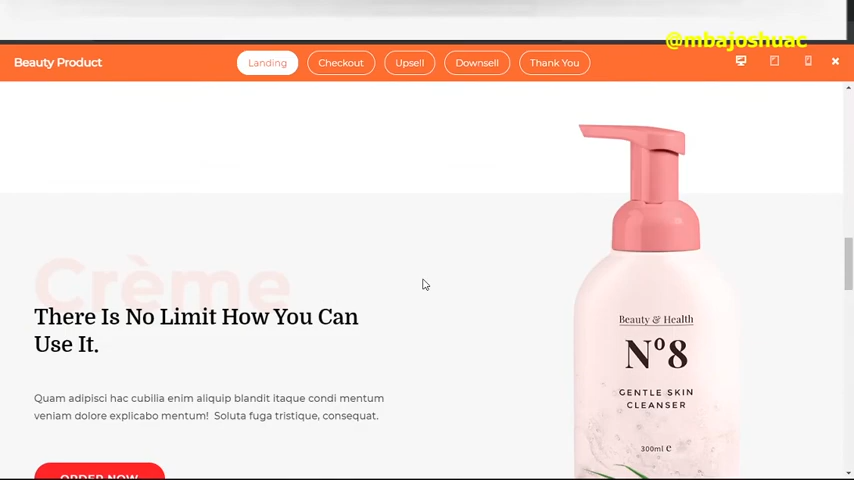 @mbajoshuac
Beauty Product
Landing
Checkout
Upsell
Downsell
Thank You
Crème
There Is No Limit How You Can
Use It.
Quam adipisci hac cubilia enim aliquip blandit itaque condi mentum
veniam dolore explicabo mentum! Soluta fuga tristique, consequat.
ORDER NOW
Beauty & Health
Nº8
GENTLE SKIN
CLEANSER
300ml ℮